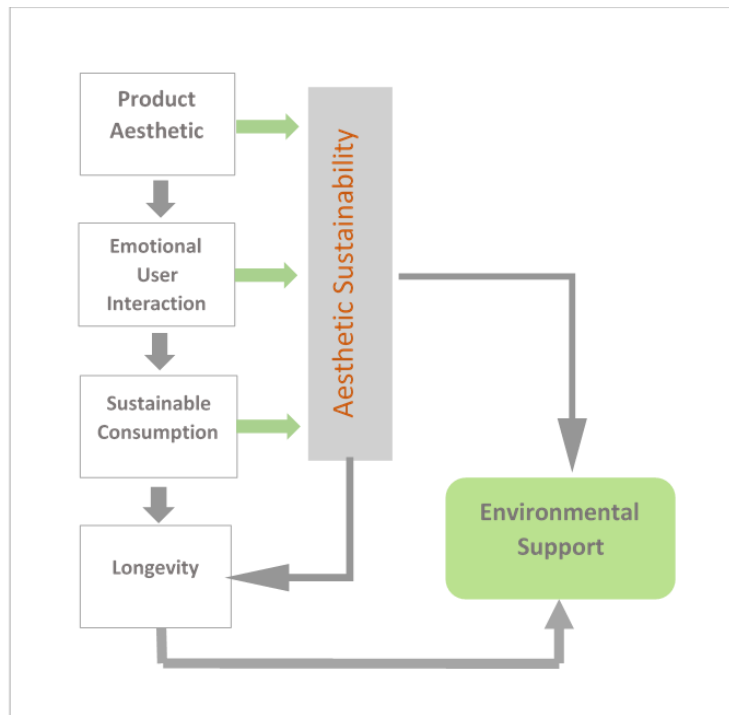 Product
Aesthetic
Emotional
User
Interaction
Sustainable
Consumption
Longevity
Aesthetic Sustainability
Environmental
Support